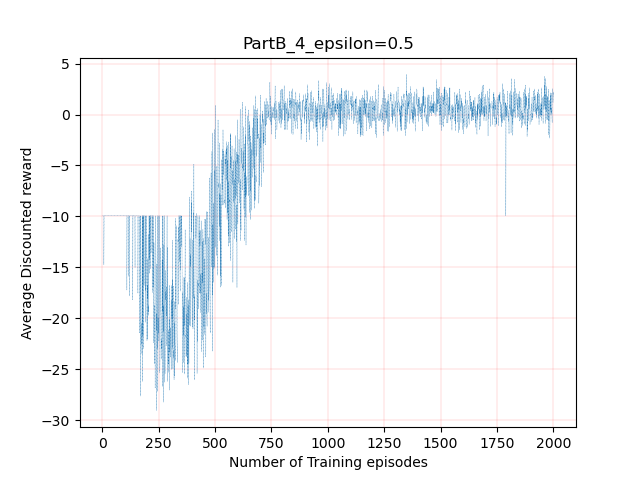 PartB_4_epsilon=0.5
Average Discounted reward
5
0
−5
−10
−15
−20
−25
−30
0 250 500 750 1000 1250 1500 1750 2000
Number of Training episodes